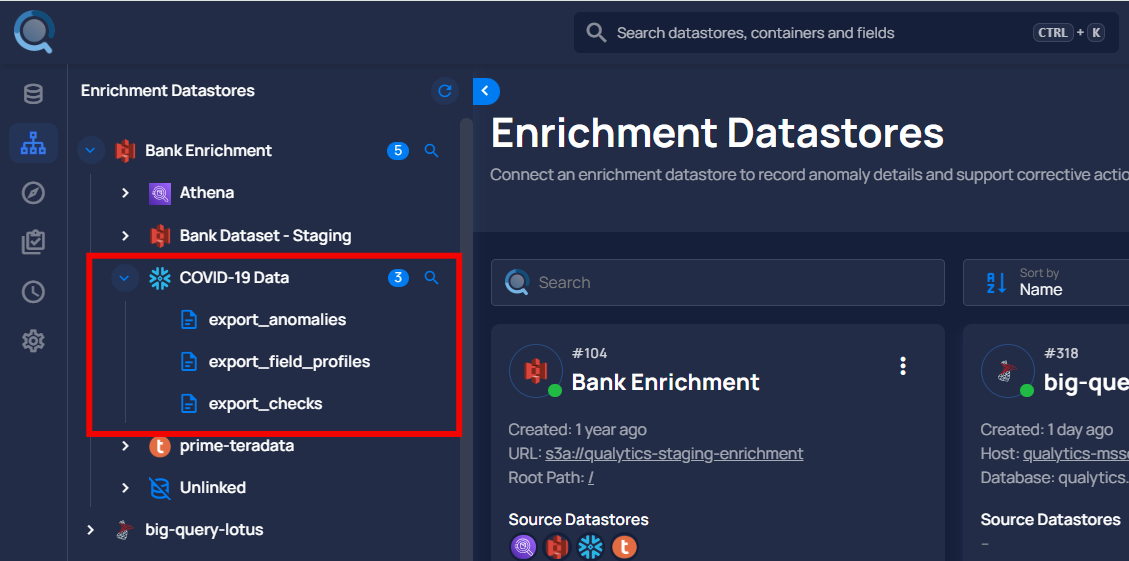 Search datastores, containers and fields
CTRL + K
Enrichment Datastores
Bank Enrichment
5
Athena
Bank Dataset - Staging
COVID-19 Data
3
export_anomalies
export_field_profiles
export_checks
prime-teradata
Unlinked
big-query-lotus
Enrichment Datastores
Connect an enrichment datastore to record anomaly details and support corrective actio
Search
A
Z
Sort by
Name
#104
Bank Enrichment
Created: 1 year ago
URL: s3a://qualytics-staging-enrichment
Root Path: /
Source Datastores
t
#318
big-que
Created: 1 day ago
Host: qualytics-mss
Database: qualytics.
Source Datastores
–